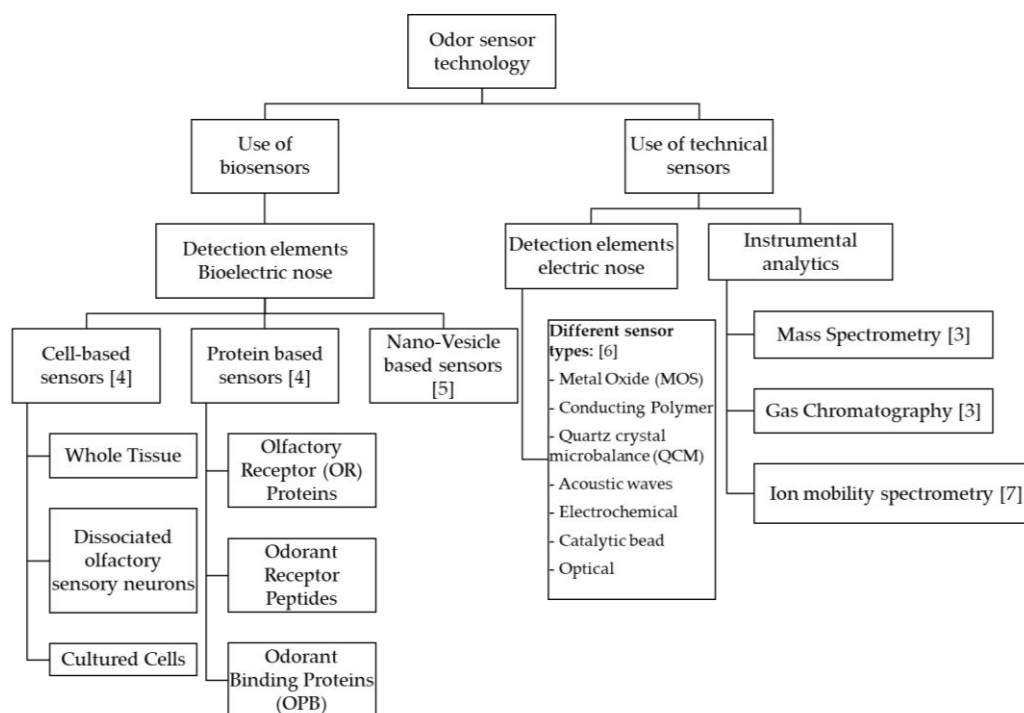 Odor sensor
technology
Use of
biosensors
Use of technical
sensors
Detection elements
Bioelectric nose
Detection elements
electric nose
Instrumental
analytics
Cell-based
sensors [4]
Protein based
sensors [4]
Nano-Vesicle
based sensors
[5]
Whole Tissue
Dissociated
olfactory
sensory neurons
Cultured Cells
Olfactory
Receptor (OR)
Proteins
Odorant
Receptor
Peptides
Odorant
Binding Proteins
(OPB)
Different sensor
types: [6]
- Metal Oxide (MOS)
- Conducting Polymer
- Quartz crystal
microbalance (QCM)
- Acoustic waves
- Electrochemical
- Catalytic bead
- Optical
Mass Spectrometry [3]
Gas Chromatography [3]
Ion mobility spectrometry [7]